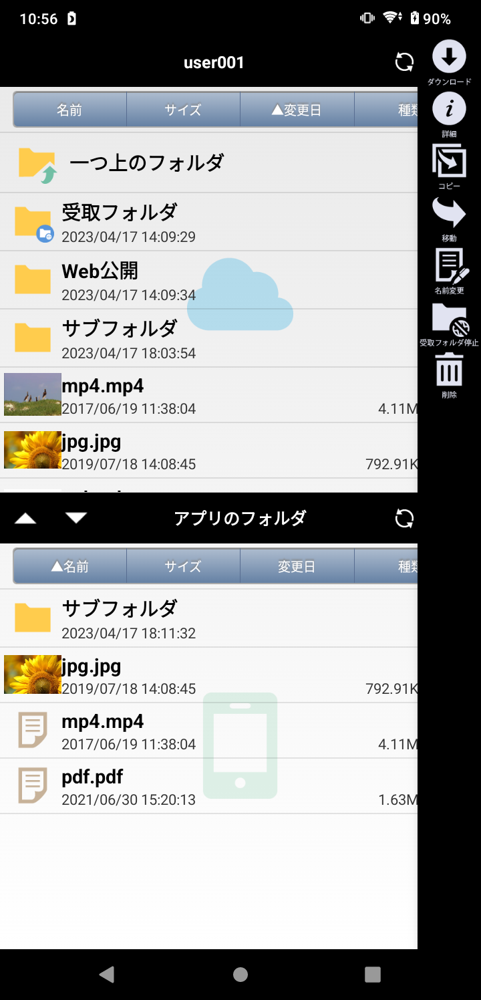 10:56
90%
user001
ダウンロード
名前 サイズ ▲変更日 種類
詳細
一つ上のフォルダ
コピー
受取フォルダ
2023/04/17 14:09:29
移動
Web公開
2023/04/17 14:09:34
名前変更
サブフォルダ
2023/04/17 18:03:54
受取フォルダ停止
mp4.mp4
2017/06/19 11:38:04 4.11M
削除
jpg.jpg
2019/07/18 14:08:45 792.91K
アプリのフォルダ
▲名前 サイズ 変更日 種類
サブフォルダ
2023/04/17 18:11:32
jpg.jpg
2019/07/18 14:08:45 792.91K
mp4.mp4
2017/06/19 11:38:04 4.11M
pdf.pdf
2021/06/30 15:20:13 1.63M